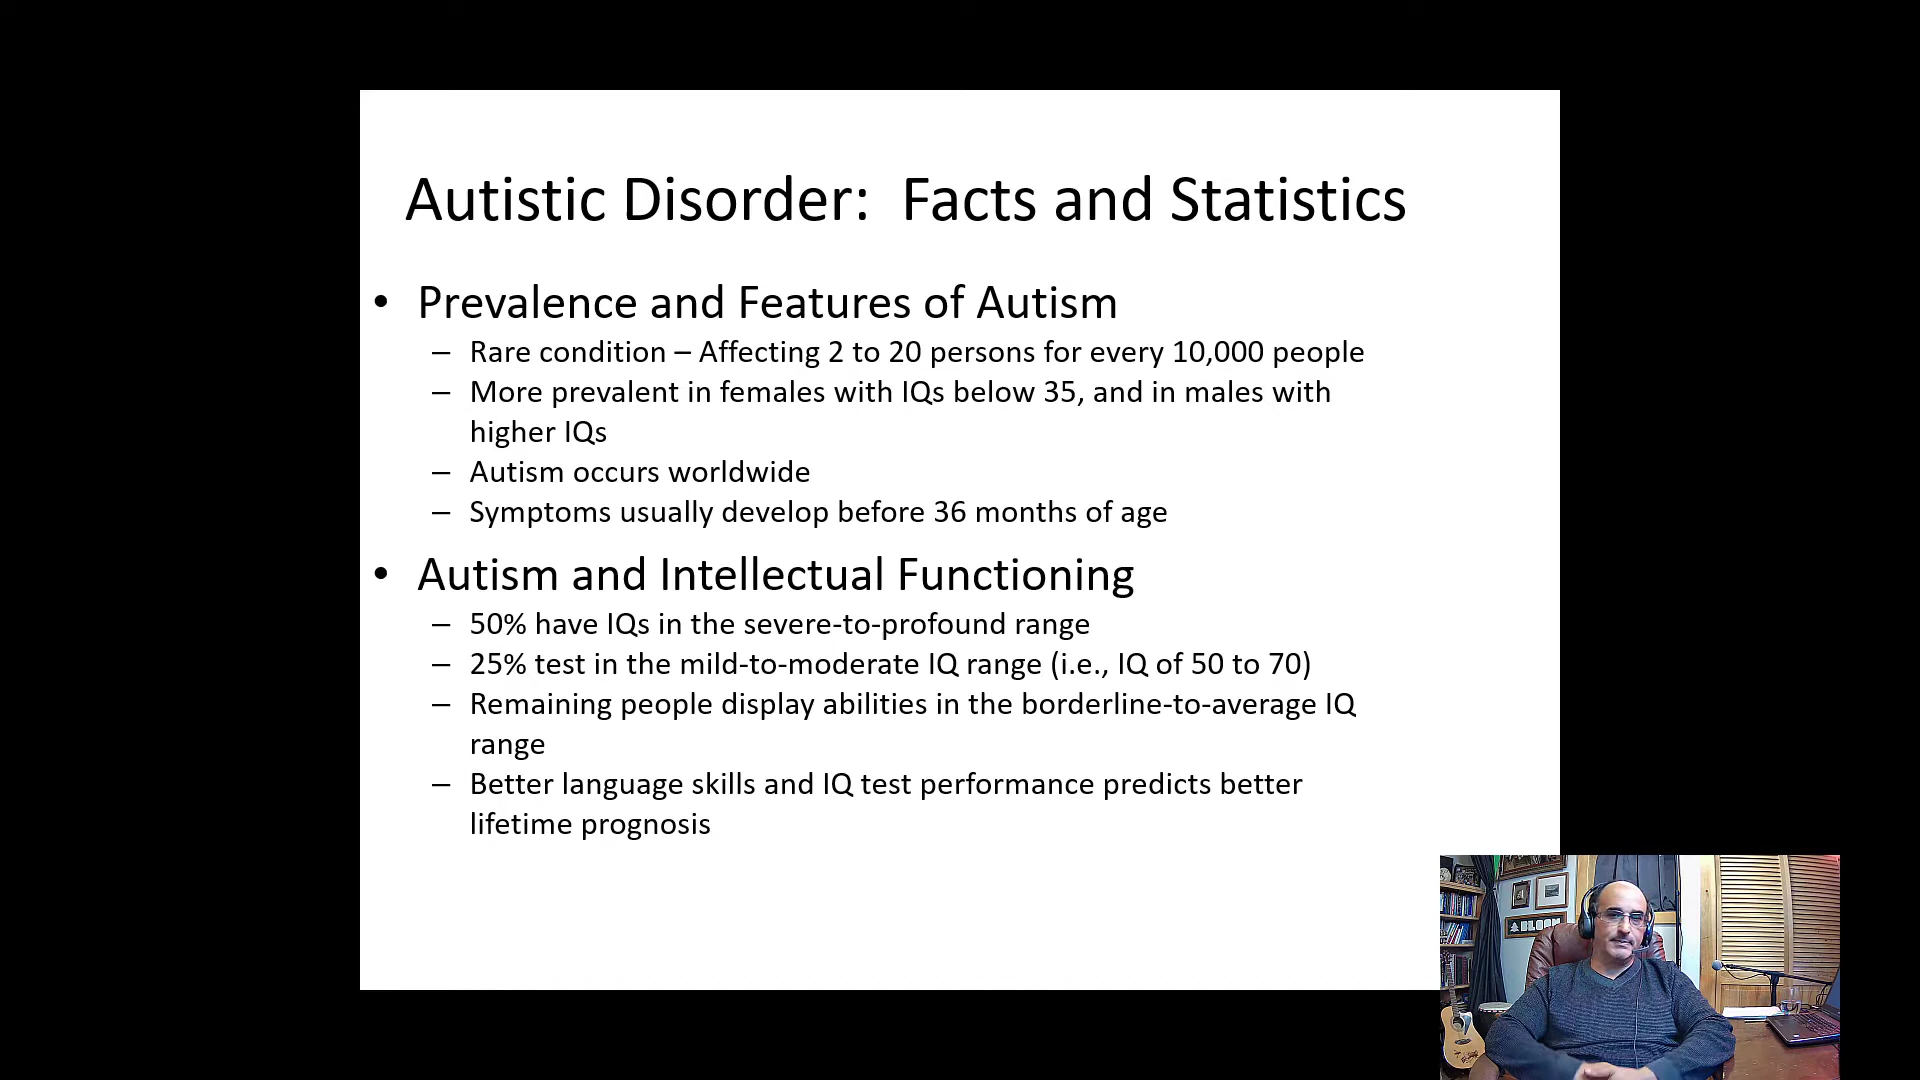 Autistic Disorder: Facts and Statistics
• Prevalence and Features of Autism
– Rare condition – Affecting 2 to 20 persons for every 10,000 people
– More prevalent in females with IQs below 35, and in males with
higher IQs
– Autism occurs worldwide
– Symptoms usually develop before 36 months of age
• Autism and Intellectual Functioning
– 50% have IQs in the severe-to-profound range
– 25% test in the mild-to-moderate IQ range (i.e., IQ of 50 to 70)
– Remaining people display abilities in the borderline-to-average IQ
range
– Better language skills and IQ test performance predicts better
lifetime prognosis
BLOOM